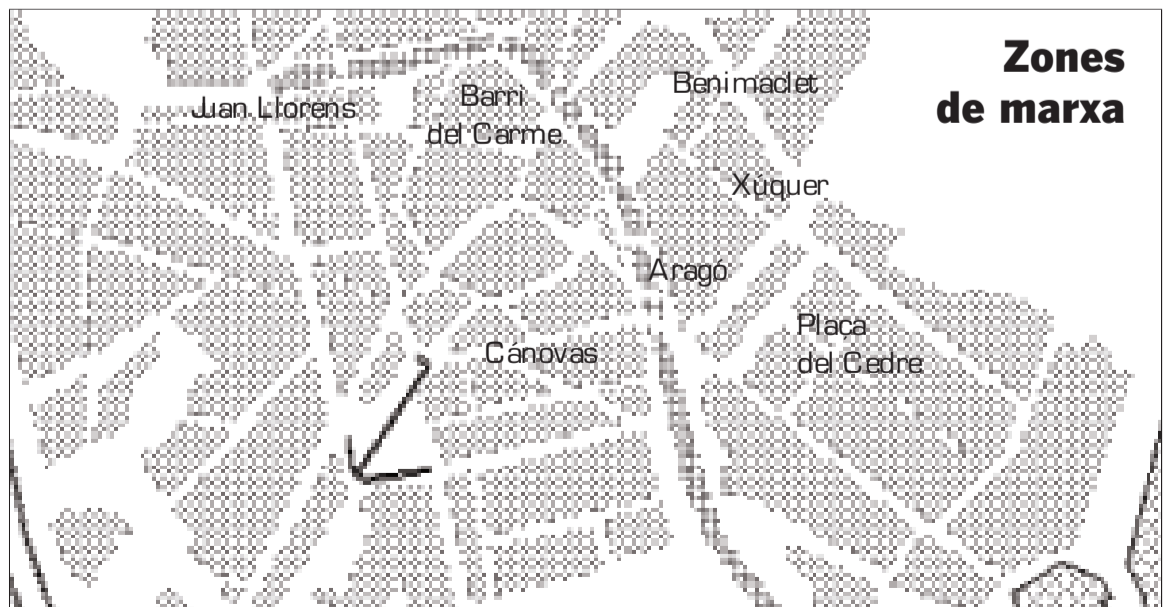 Zones
de marxa
Juan Llorens
Barri
del Carme
Benimaclet
Xúquer
Aragó
Plaça
del Cedre
Cánovas